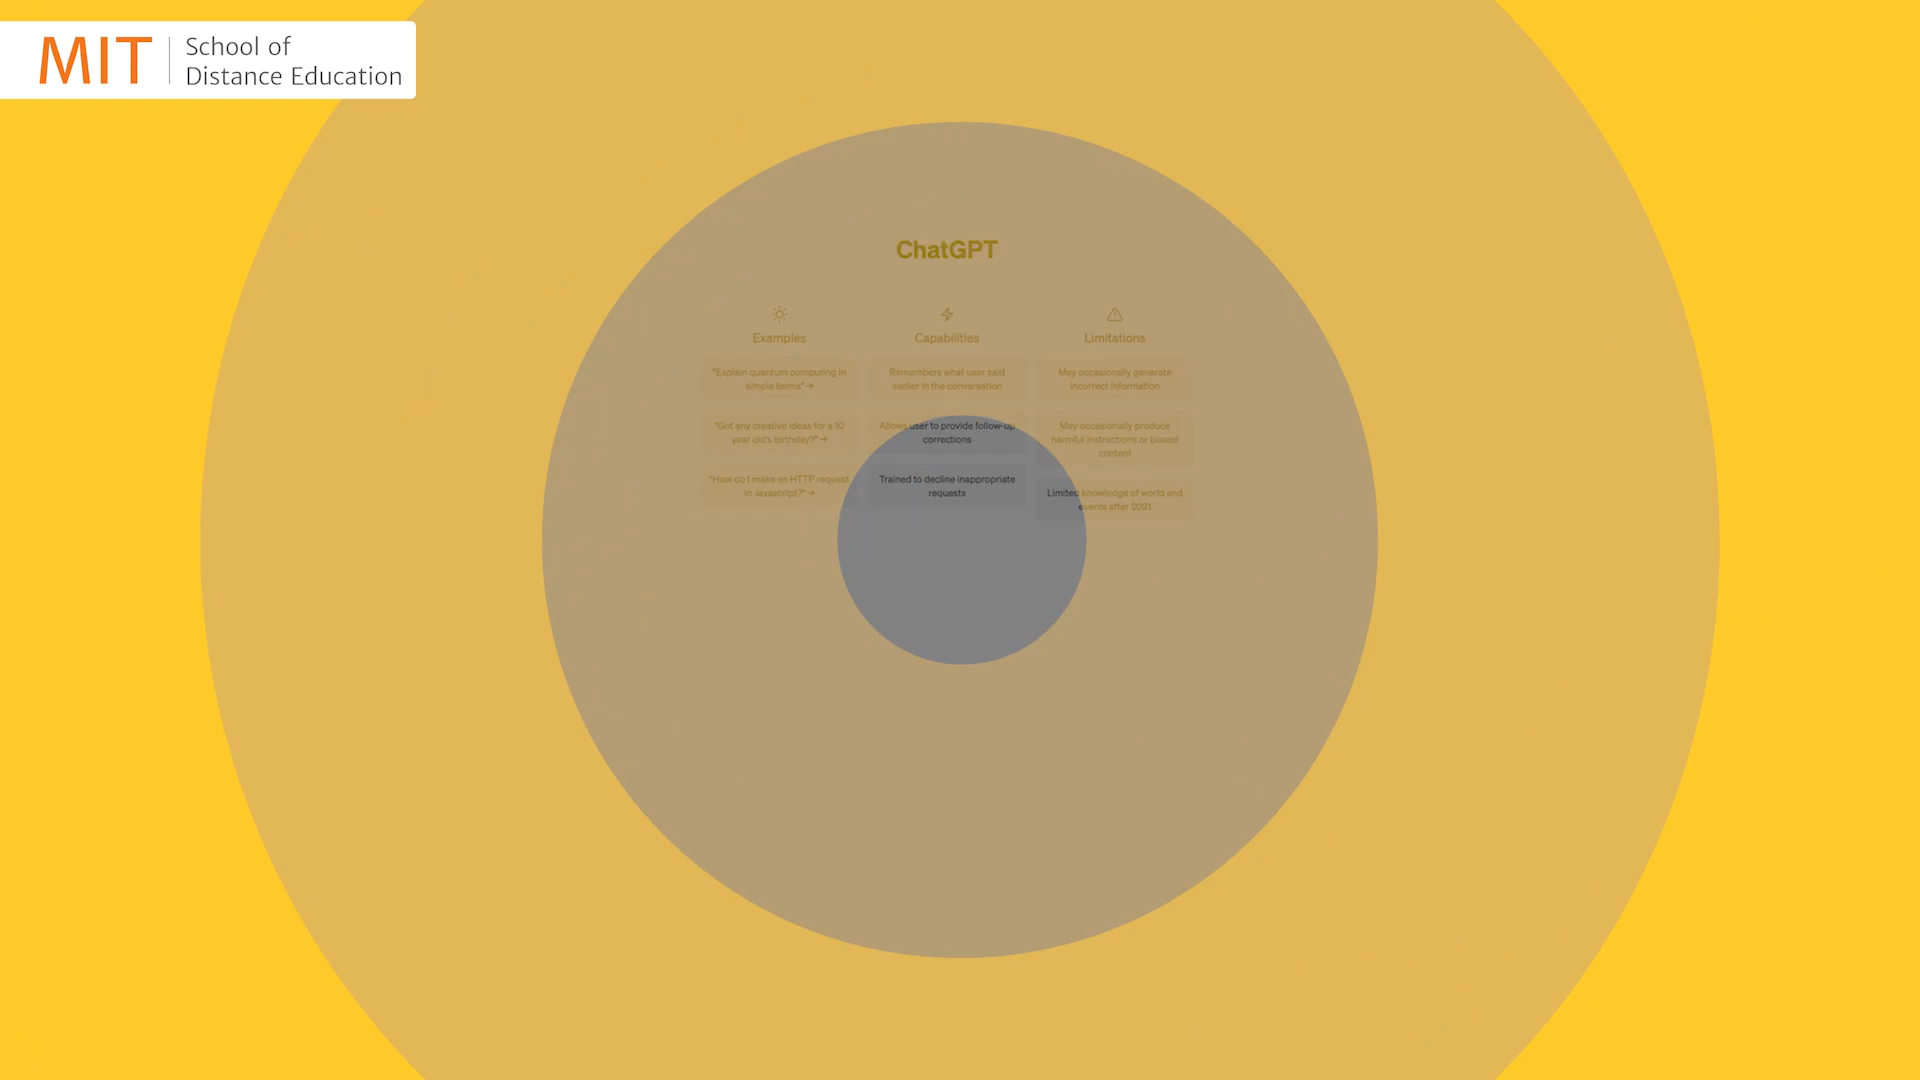 MIT
School of
Distance Education
ChatGPT
Examples
Capabilities
Limitations
"Explain quantum computing in
simple terms" →
Remembers what user said
earlier in the conversation
May occasionally generate
incorrect information
"Got any creative ideas for a 10
year old's birthday?" →
Allows user to provide follow-up
corrections
May occasionally produce
harmful instructions or biased
content
"How do I make an HTTP request
in Javascript?" →
Trained to decline inappropriate
requests
Limited knowledge of world and
events after 2021